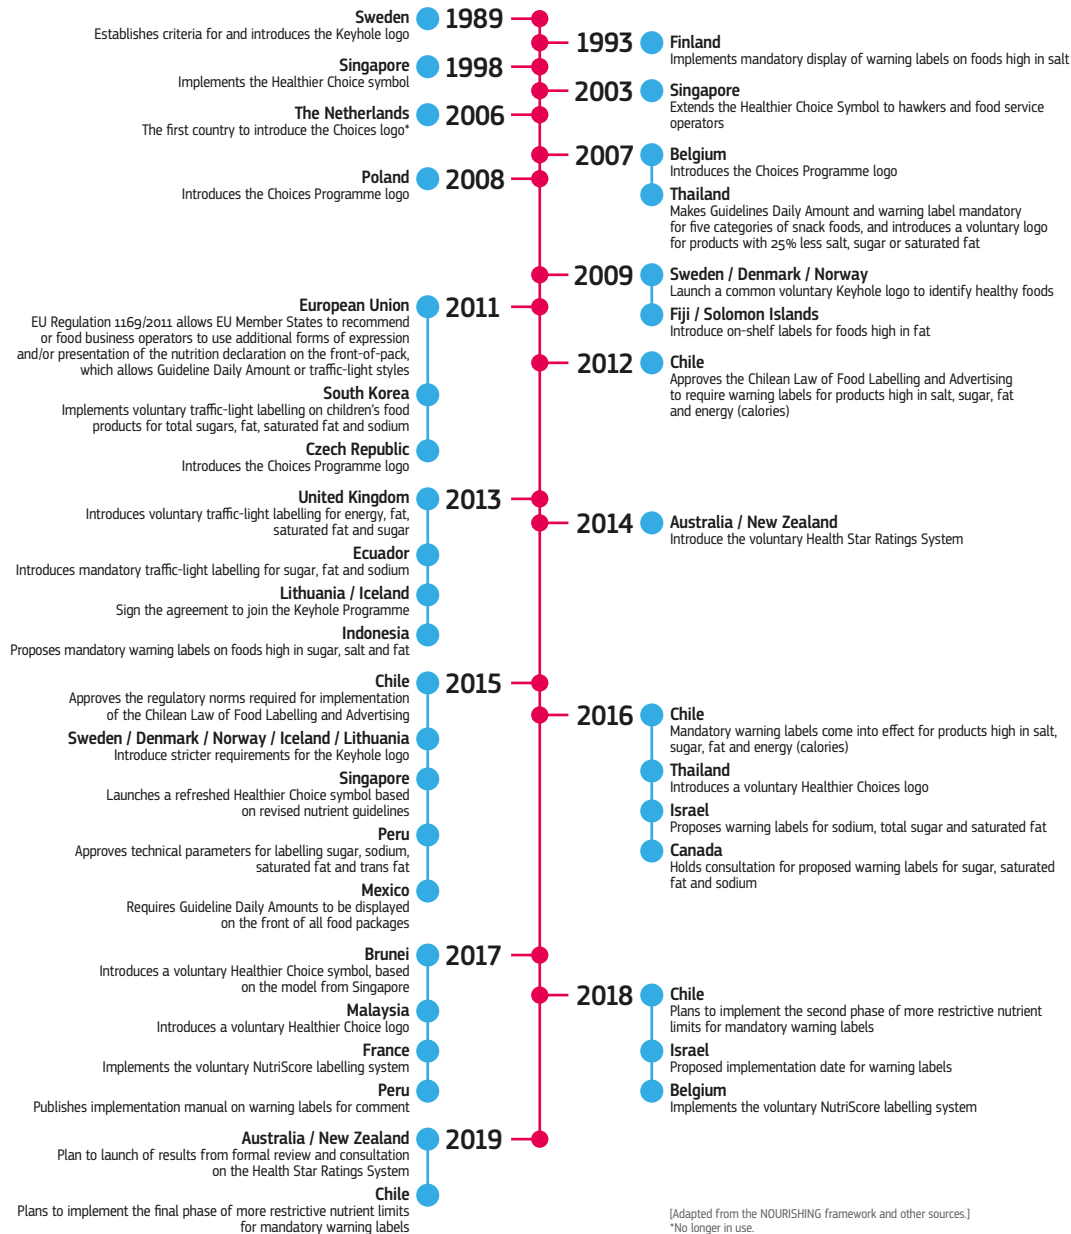 Sweden
1989
Establishes criteria for and introduces the Keyhole logo
1993
Finland
Implements mandatory display of warning labels on foods high in salt
Singapore
1998
Implements the Healthier Choice symbol
2003
Singapore
Extends the Healthier Choice Symbol to hawkers and food service
operators
The Netherlands
2006
The first country to introduce the Choices logo*
2007
Belgium
Introduces the Choices Programme logo
Thailand
Makes Guidelines Daily Amount and warning label mandatory
for five categories of snack foods, and introduces a voluntary logo
for products with 25% less salt, sugar or saturated fat
Poland
2008
Introduces the Choices Programme logo
2009
Sweden / Denmark / Norway
Launch a common voluntary Keyhole logo to identify healthy foods
Fiji / Solomon Islands
Introduce on-shelf labels for foods high in fat
European Union
2011
EU Regulation 1169/2011 allows EU Member States to recommend
or food business operators to use additional forms of expression
and/or presentation of the nutrition declaration on the front-of-pack,
which allows Guideline Daily Amount or traffic-light styles
South Korea
Implements voluntary traffic-light labelling on children's food
products for total sugars, fat, saturated fat and sodium
Czech Republic
Introduces the Choices Programme logo
2012
Chile
Approves the Chilean Law of Food Labelling and Advertising
to require warning labels for products high in salt, sugar, fat
and energy (calories)
United Kingdom
2013
Introduces voluntary traffic-light labelling for energy, fat,
saturated fat and sugar
Ecuador
Introduces mandatory traffic-light labelling for sugar, fat and sodium
Lithuania / Iceland
Sign the agreement to join the Keyhole Programme
Indonesia
Proposes mandatory warning labels on foods high in sugar, salt and fat
2014
Australia / New Zealand
Introduce the voluntary Health Star Ratings System
Chile
2015
Approves the regulatory norms required for implementation
of the Chilean Law of Food Labelling and Advertising
Sweden / Denmark / Norway / Iceland / Lithuania
Introduce stricter requirements for the Keyhole logo
Singapore
Launches a refreshed Healthier Choice symbol based
on revised nutrient guidelines
Peru
Approves technical parameters for labelling sugar, sodium,
saturated fat and trans fat
Mexico
Requires Guideline Daily Amounts to be displayed
on the front of all food packages
2016
Chile
Mandatory warning labels come into effect for products high in salt,
sugar, fat and energy (calories)
Thailand
Introduces a voluntary Healthier Choices logo
Israel
Proposes warning labels for sodium, total sugar and saturated fat
Canada
Holds consultation for proposed warning labels for sugar, saturated
fat and sodium
Brunei
2017
Introduces a voluntary Healthier Choice symbol, based
on the model from Singapore
Malaysia
Introduces a voluntary Healthier Choice logo
France
Implements the voluntary NutriScore labelling system
Peru
Publishes implementation manual on warning labels for comment
2018
Chile
Plans to implement the second phase of more restrictive nutrient
limits for mandatory warning labels
Israel
Proposed implementation date for warning labels
Belgium
Implements the voluntary NutriScore labelling system
Australia / New Zealand
2019
Plan to launch of results from formal review and consultation
on the Health Star Ratings System
Chile
Plans to implement the final phase of more restrictive nutrient limits
for mandatory warning labels
[Adapted from the NOURISHING framework and other sources.]
*No longer in use.